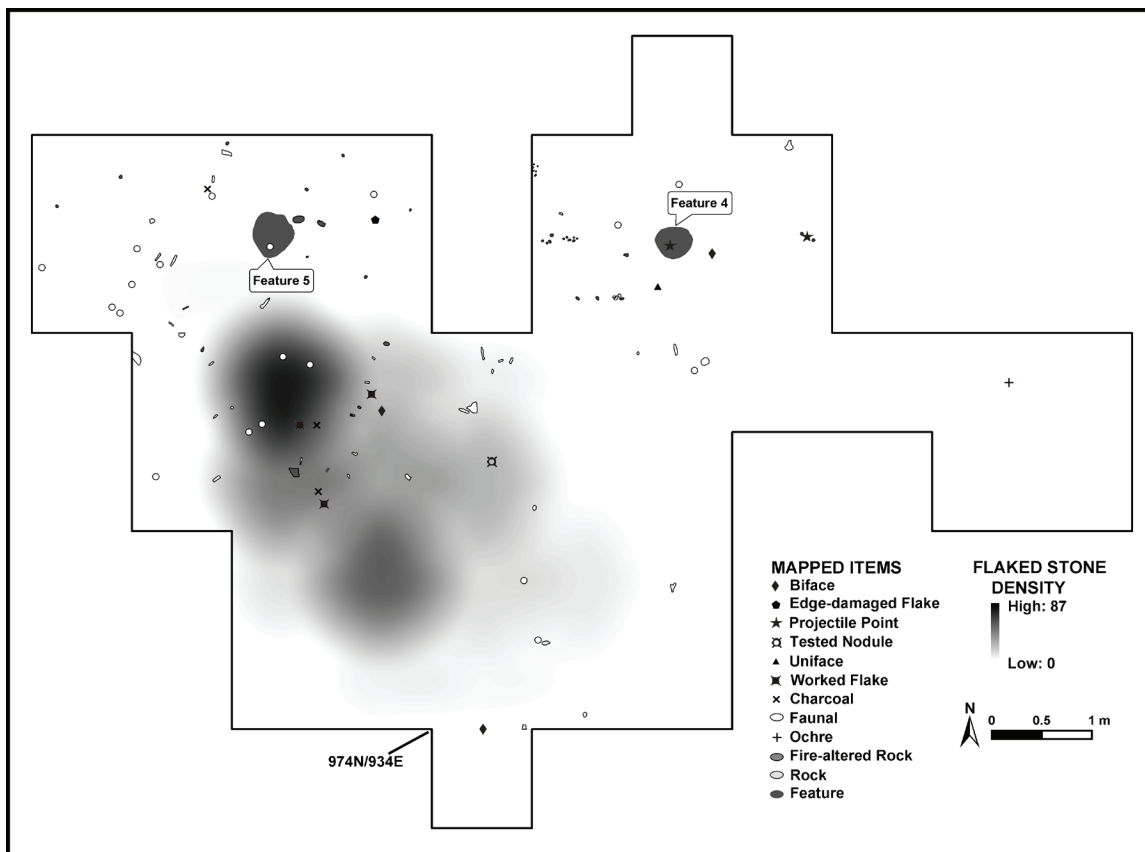 Feature 4
Feature 5
974N/934E
MAPPED ITEMS
Biface
Edge-damaged Flake
Projectile Point
Tested Nodule
Uniface
Worked Flake
Charcoal
Faunal
Ochre
Fire-altered Rock
Rock
Feature
FLAKED STONE
DENSITY
High: 87
Low: 0
N
0 0.5 1 m